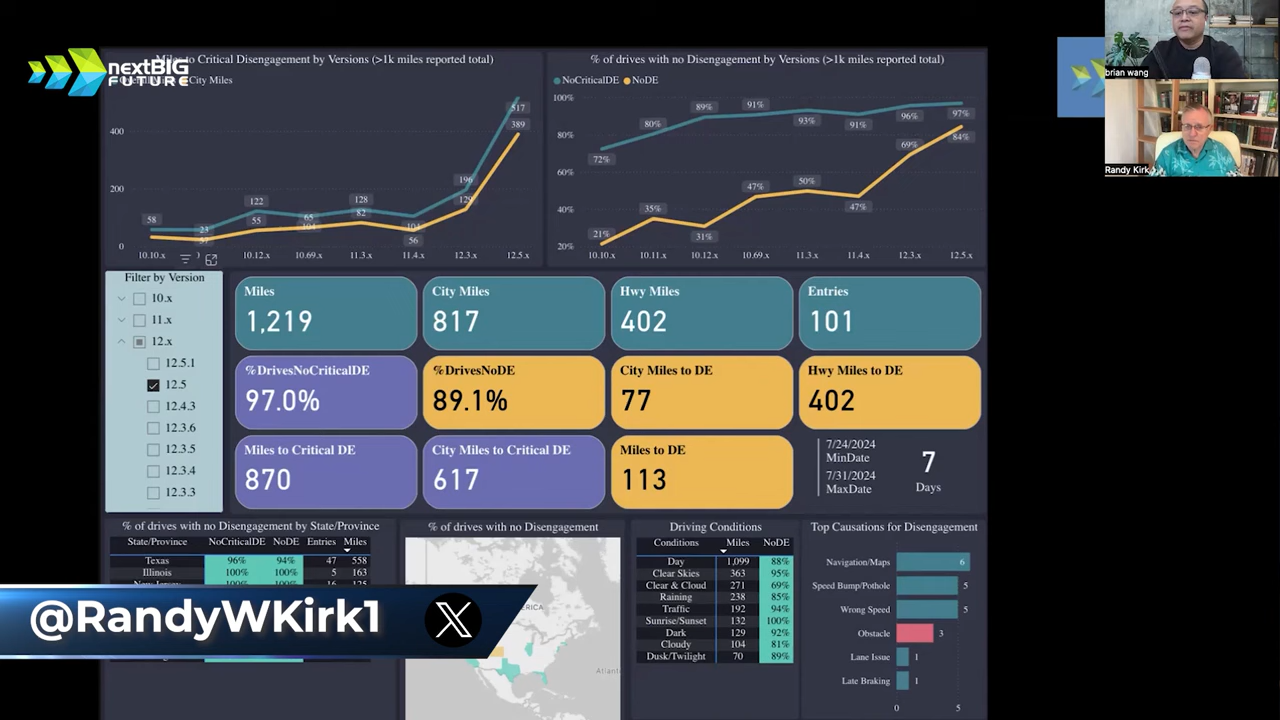 nextBIG
FUTURE
Miles to Critical Disengagement by Versions (>1k miles reported total)
City Miles
400
200
0
58
23
57
122
55
65
104
128
82
104
56
196
129
517
389
10.10.x
10.12.x
10.69.x
11.3.x
11.4.x
12.3.x
12.5.x
% of drives with no Disengagement by Versions (>1k miles reported total)
NoCriticalDE NoDE
100%
80%
60%
40%
20%
72%
80%
89%
91%
93%
91%
96%
97%
21%
35%
31%
47%
50%
47%
69%
84%
10.10.x 10.11.x 10.12.x 10.69.x 11.3.x 11.4.x 12.3.x 12.5.x
brian wang
Randy Kirk
Filter by Version
10.x
11.x
12.x
12.5.1
12.5
12.4.3
12.3.6
12.3.5
12.3.4
12.3.3
Miles
1,219
City Miles
817
Hwy Miles
402
Entries
101
%DrivesNoCriticalDE
97.0%
%DrivesNoDE
89.1%
City Miles to DE
77
Hwy Miles to DE
402
Miles to Critical DE
870
City Miles to Critical DE
617
Miles to DE
113
7/24/2024
MinDate
7/31/2024
MaxDate
7
Days
% of drives with no Disengagement by State/Province
State/Province NoCriticalDE NoDE Entries Miles
Texas 96% 94% 47 558
Illinois 100% 100% 5 163
New Jersey 100% 100% 16 125
@RandyWKirk1
X
% of drives with no Disengagement
ERICA
Atlanti
Driving Conditions
Conditions Miles NoDE
Day 1,099 88%
Clear Skies 363 95%
Clear & Cloud 271 69%
Raining 238 85%
Traffic 192 94%
Sunrise/Sunset 132 100%
Dark 129 92%
Cloudy 104 81%
Dusk/Twilight 70 89%
Top Causations for Disengagement
Navigation/Maps 6
Speed Bump/Pothole 5
Wrong Speed 5
Obstacle 3
Lane Issue 1
Late Braking 1
0 5